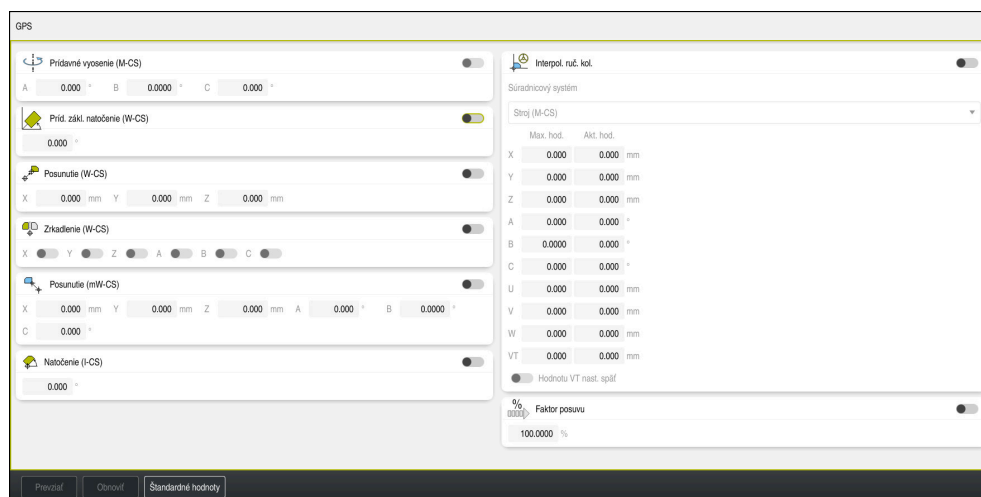 GPS
Prídavné vyosenie (M-CS)
A 0.000 ° B 0.0000 ° C 0.000 °
Príd. zákl. natočenie (W-CS)
0.000 °
Posunutie (W-CS)
X 0.000 mm Y 0.000 mm Z 0.000 mm
Zrkadlenie (W-CS)
X Y Z A B C
Posunutie (mW-CS)
X 0.000 mm Y 0.000 mm Z 0.000 mm A 0.000 ° B 0.0000 °
C 0.000 °
Natočenie (I-CS)
0.000 °
Interpol. ruč. kol.
Súradnicový systém
Stroj (M-CS)
Max. hod. Akt. hod.
X 0.000 0.000 mm
Y 0.000 0.000 mm
Z 0.000 0.000 mm
A 0.000 0.000 °
B 0.0000 0.000 °
C 0.000 0.000 °
U 0.000 0.000 mm
V 0.000 0.000 mm
W 0.000 0.000 mm
VT 0.000 0.000 mm
Hodnotu VT nast. späť
%
Faktor posuvu
100.0000 %
Prevziať Obnoviť Štandardné hodnoty